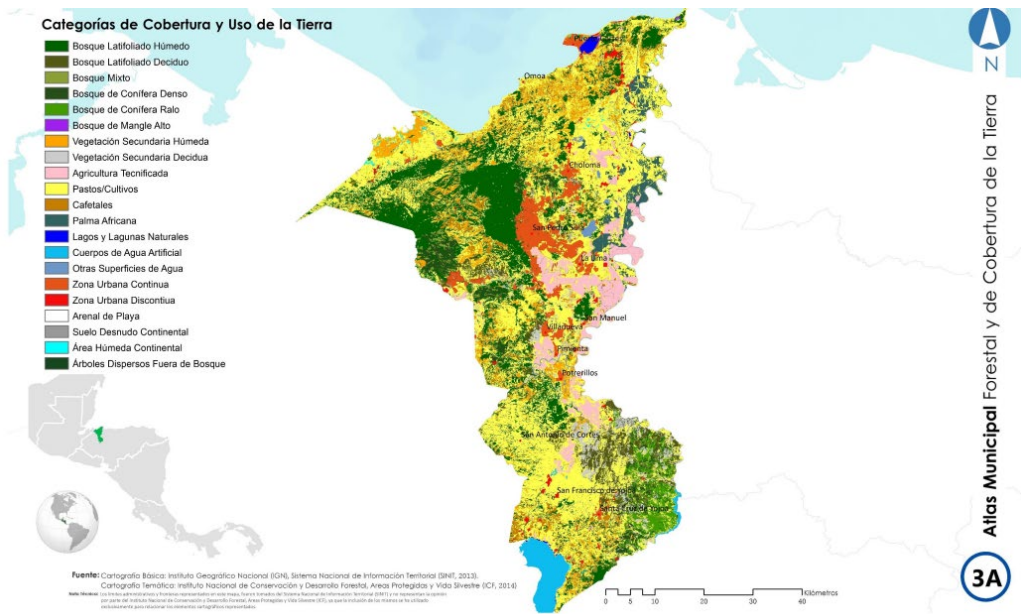 Categorías de Cobertura y Uso de la Tierra
Bosque Latifoliado Húmedo
Bosque Latifoliado Deciduo
Bosque Mixto
Bosque de Conífera Denso
Bosque de Conífera Ralo
Bosque de Mangle Alto
Vegetación Secundaria Húmeda
Vegetación Secundaria Decidua
Agricultura Tecnificada
Pastos/Cultivos
Cafetales
Palma Africana
Lagos y Lagunas Naturales
Cuerpos de Agua Artificial
Otras Superficies de Agua
Zona Urbana Continua
Zona Urbana Discontiua
Arenal de Playa
Suelo Desnudo Continental
Área Húmeda Continental
Árboles Dispersos Fuera de Bosque
Omoa
Choloma
San Pedro Sula
La Lima
San Manuel
Villanueva
Pimienta
Potrerillos
San Antonio de Cortés
San Francisco de Yojoa
Santa Cruz de Yojoa
N
Atlas Municipal Forestal y de Cobertura de la Tierra
3A
Kilómetros
0 5 10 20 30 40
Fuente: Cartografía Básica: Instituto Geográfico Nacional (IGN), Sistema Nacional de Información Territorial (SINIT, 2013).
Cartografía Temática: Instituto Nacional de Conservación y Desarrollo Forestal, Areas Protegidas y Vida Silvestre (ICF, 2014)